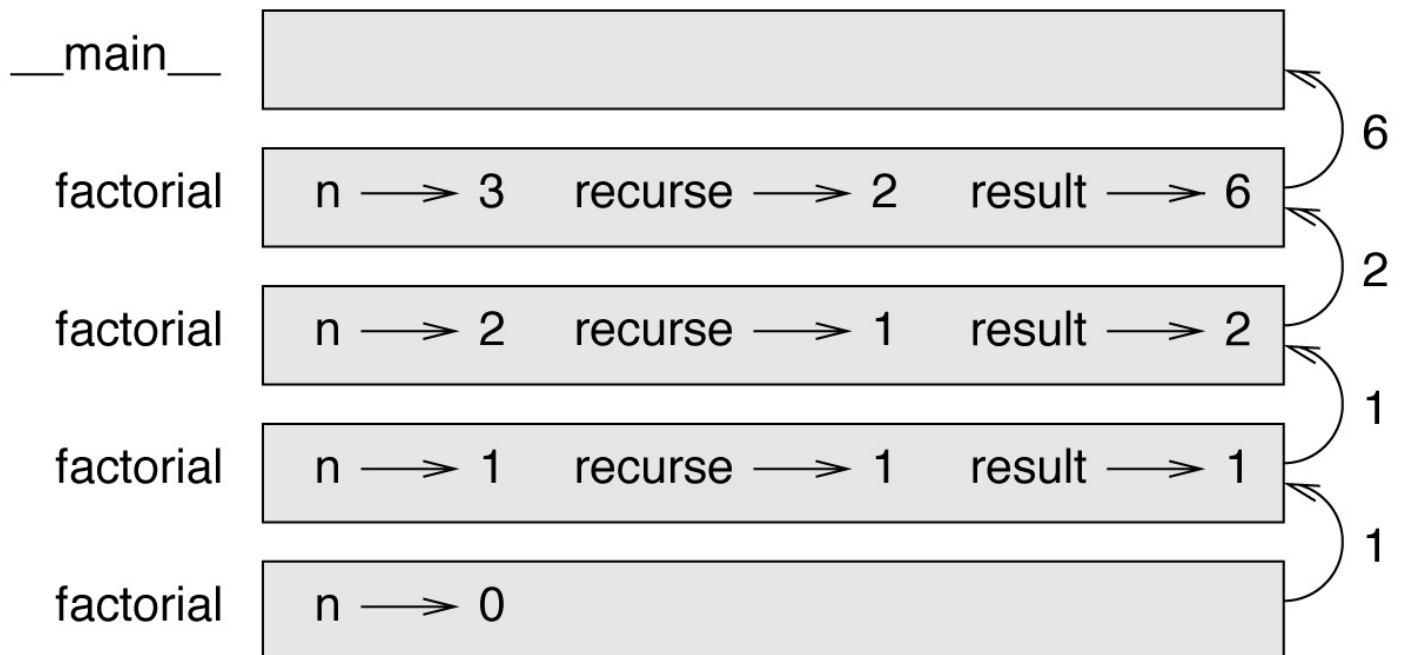 __main__
6
factorial n 3 recurse 2 result 6
2
factorial n 2 recurse 1 result 2
1
factorial n 1 recurse 1 result 1
1
factorial n 0